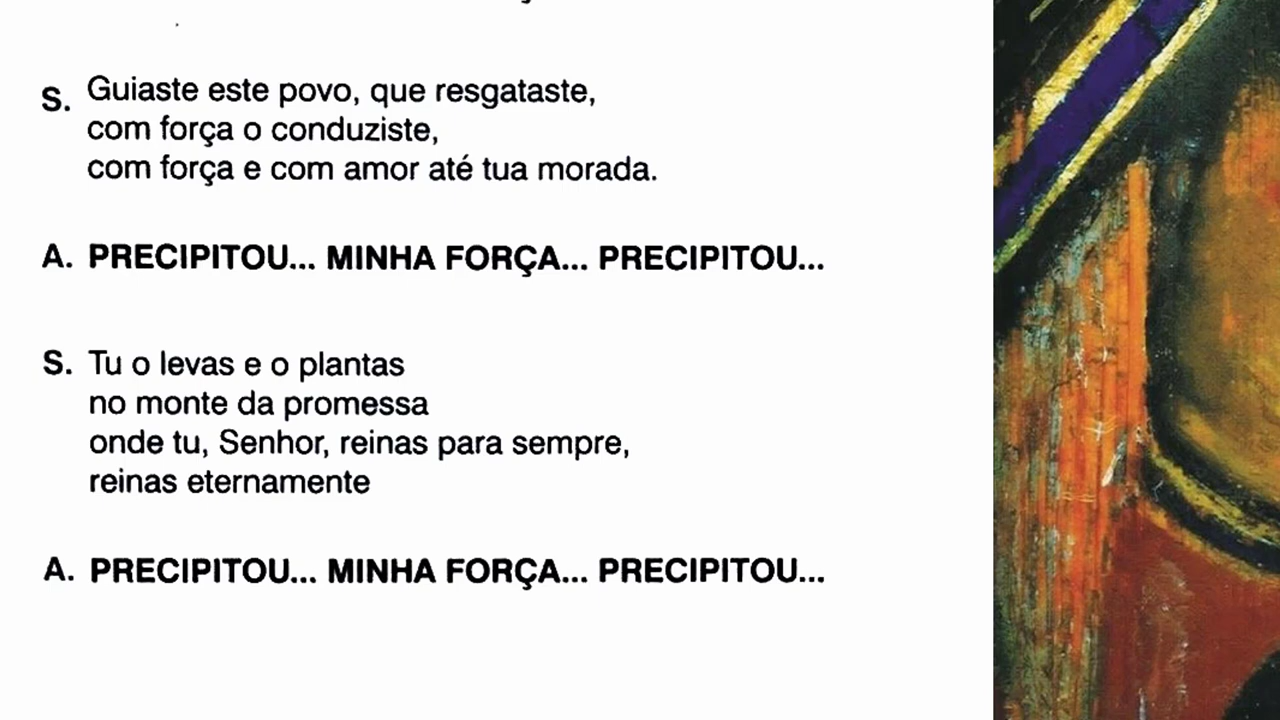 S. Guiaste este povo, que resgataste,
com força o conduziste,
com força e com amor até tua morada.
A. PRECIPITOU... MINHA FORÇA... PRECIPITOU...
S. Tu o levas e o plantas
no monte da promessa
onde tu, Senhor, reinas para sempre,
reinas eternamente
A. PRECIPITOU... MINHA FORÇA... PRECIPITOU...